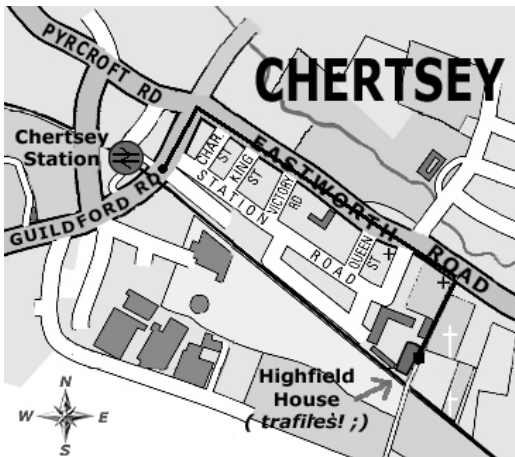 CHERTSEY
PYRCROFT RD
Chertsey
Station
GUILDFORD RD
CHAR
ST
KING
ST
VICTORY
RD
EASTWORTH ROAD
STATION ROAD
QUEEN
ST
Highfield
House
( trafiłeś! ;)
N
W E
S